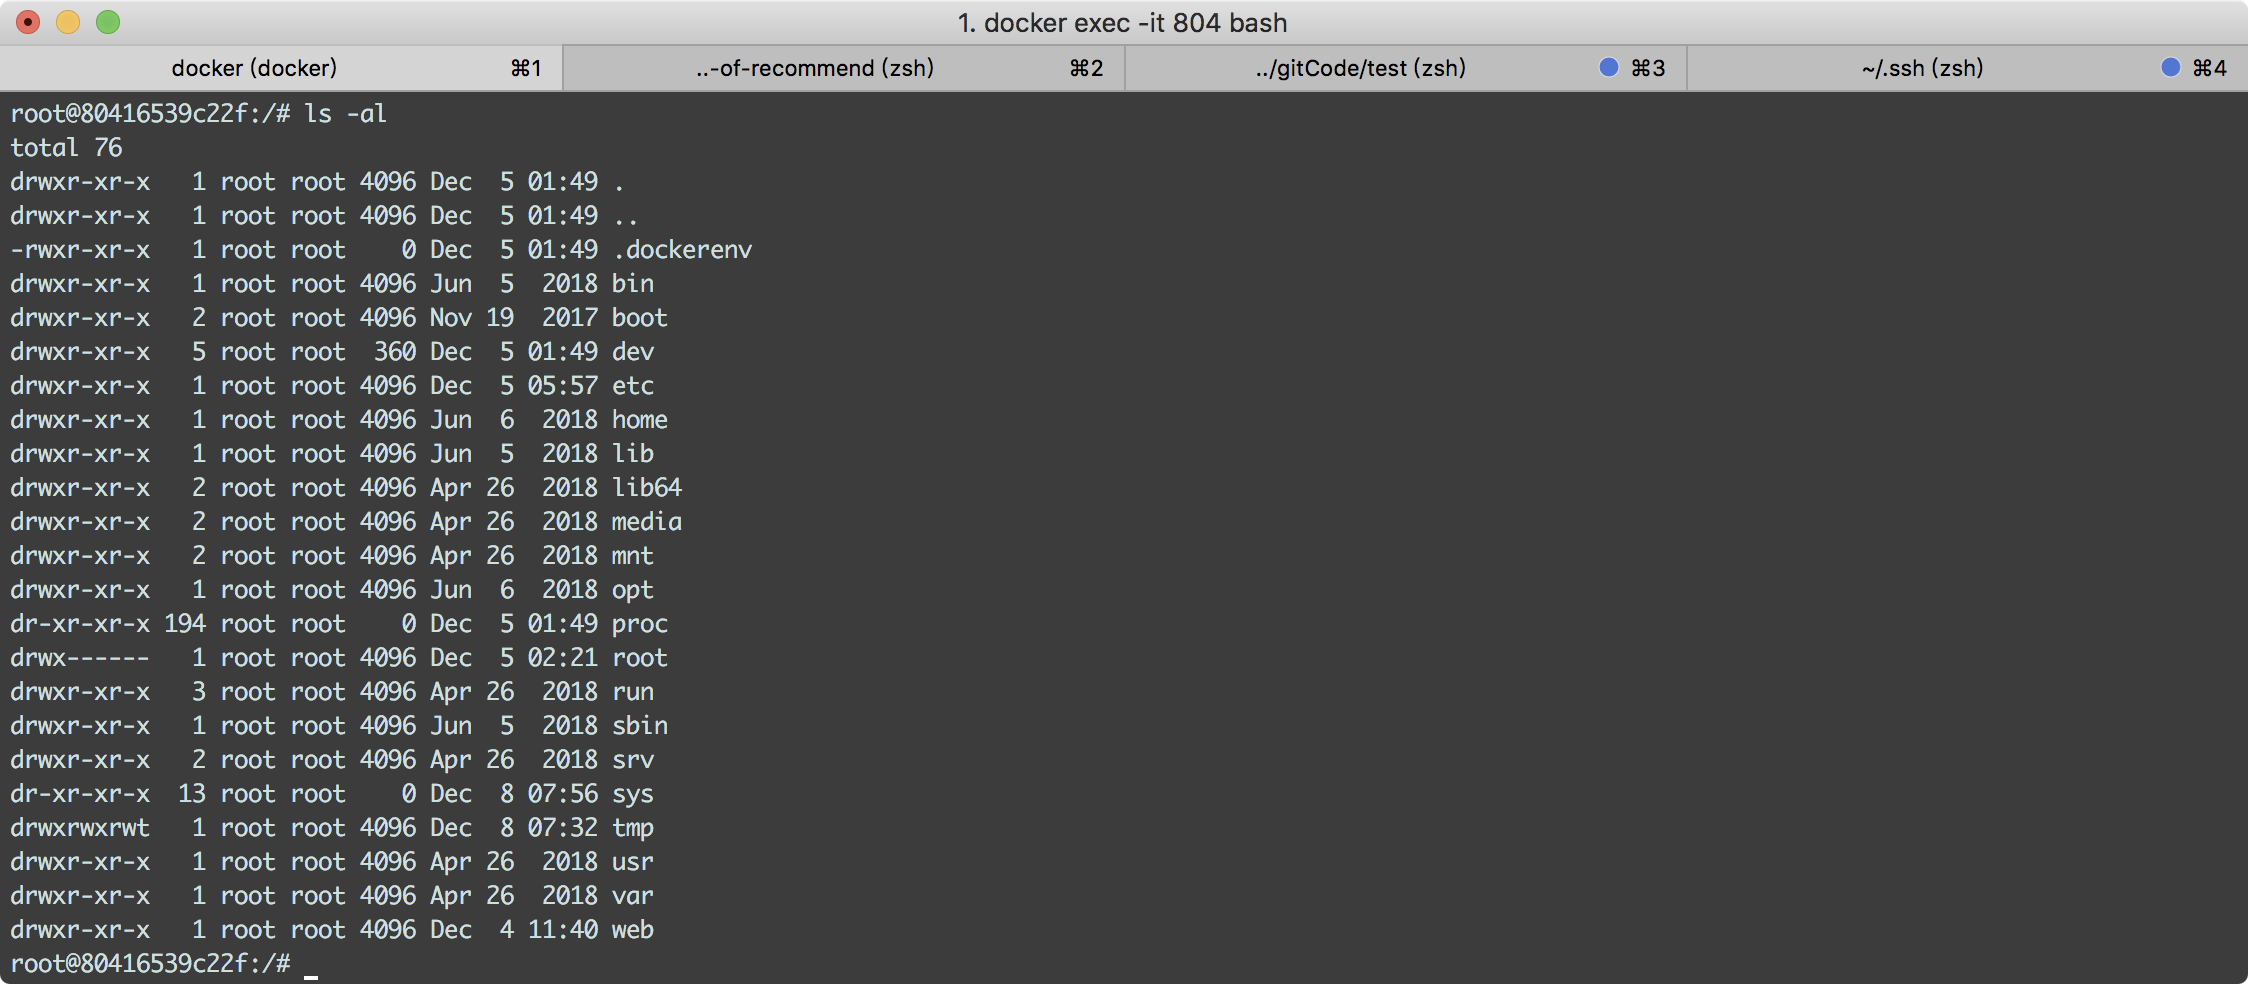 1. docker exec -it 804 bash
docker (docker) ⌘1 ..-of-recommend (zsh) ⌘2 ../gitCode/test (zsh) ⌘3 ~/.ssh (zsh) ⌘4
root@80416539c22f:/# ls -al
total 76
drwxr-xr-x   1 root root 4096 Dec  5 01:49 .
drwxr-xr-x   1 root root 4096 Dec  5 01:49 ..
-rwxr-xr-x   1 root root    0 Dec  5 01:49 .dockerenv
drwxr-xr-x   1 root root 4096 Jun  5  2018 bin
drwxr-xr-x   2 root root 4096 Nov 19  2017 boot
drwxr-xr-x   5 root root  360 Dec  5 01:49 dev
drwxr-xr-x   1 root root 4096 Dec  5 05:57 etc
drwxr-xr-x   1 root root 4096 Jun  6  2018 home
drwxr-xr-x   1 root root 4096 Jun  5  2018 lib
drwxr-xr-x   2 root root 4096 Apr 26  2018 lib64
drwxr-xr-x   2 root root 4096 Apr 26  2018 media
drwxr-xr-x   2 root root 4096 Apr 26  2018 mnt
drwxr-xr-x   1 root root 4096 Jun  6  2018 opt
dr-xr-xr-x 194 root root    0 Dec  5 01:49 proc
drwx------   1 root root 4096 Dec  5 02:21 root
drwxr-xr-x   3 root root 4096 Apr 26  2018 run
drwxr-xr-x   1 root root 4096 Jun  5  2018 sbin
drwxr-xr-x   2 root root 4096 Apr 26  2018 srv
dr-xr-xr-x  13 root root    0 Dec  8 07:56 sys
drwxrwxrwt   1 root root 4096 Dec  8 07:32 tmp
drwxr-xr-x   1 root root 4096 Apr 26  2018 usr
drwxr-xr-x   1 root root 4096 Apr 26  2018 var
drwxr-xr-x   1 root root 4096 Dec  4 11:40 web
root@80416539c22f:/#